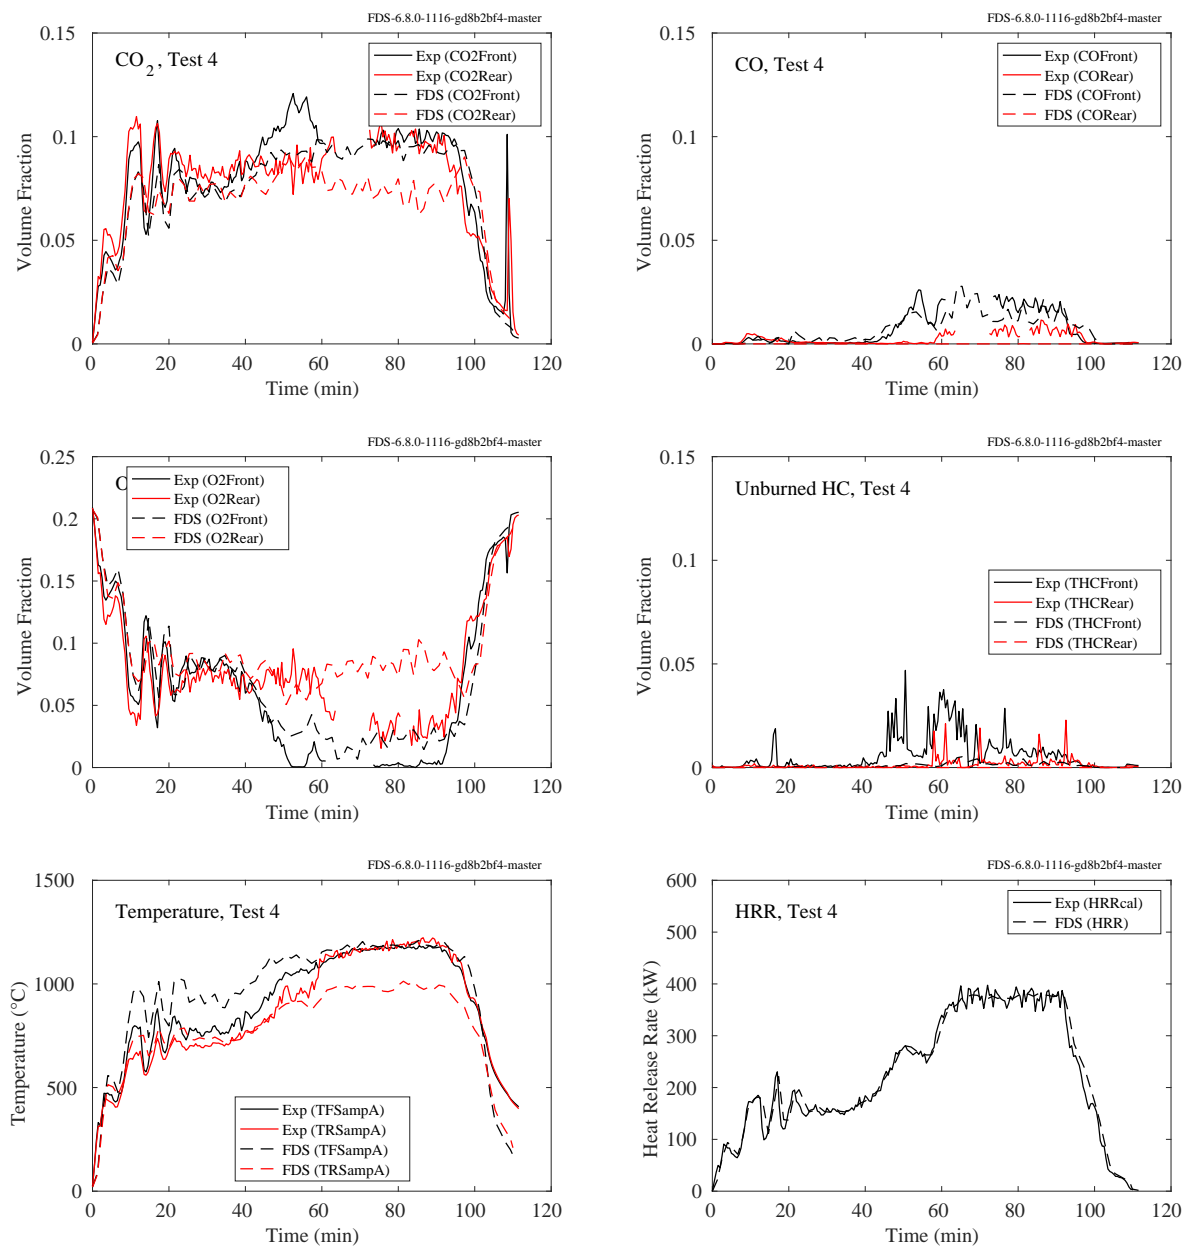 FDS-6.8.0-1116-gd8b2bf4-master
CO2, Test 4
Exp (CO2Front)
Exp (CO2Rear)
FDS (CO2Front)
FDS (CO2Rear)
0.15
0.1
0.05
0
Volume Fraction
0 20 40 60 80 100 120
Time (min)
FDS-6.8.0-1116-gd8b2bf4-master
CO, Test 4
Exp (COFront)
Exp (CORear)
FDS (COFront)
FDS (CORear)
0.15
0.1
0.05
0
Volume Fraction
0 20 40 60 80 100 120
Time (min)
FDS-6.8.0-1116-gd8b2bf4-master
Exp (O2Front)
Exp (O2Rear)
FDS (O2Front)
FDS (O2Rear)
0.25
0.2
0.15
0.1
0.05
0
Volume Fraction
0 20 40 60 80 100 120
Time (min)
FDS-6.8.0-1116-gd8b2bf4-master
Unburned HC, Test 4
Exp (THCFront)
Exp (THCRear)
FDS (THCFront)
FDS (THCRear)
0.15
0.1
0.05
0
Volume Fraction
0 20 40 60 80 100 120
Time (min)
FDS-6.8.0-1116-gd8b2bf4-master
Temperature, Test 4
Exp (TFSampA)
Exp (TRSampA)
FDS (TFSampA)
FDS (TRSampA)
1500
1000
500
0
Temperature (°C)
0 20 40 60 80 100 120
Time (min)
FDS-6.8.0-1116-gd8b2bf4-master
HRR, Test 4
Exp (HRRcal)
FDS (HRR)
600
500
400
300
200
100
0
Heat Release Rate (kW)
0 20 40 60 80 100 120
Time (min)